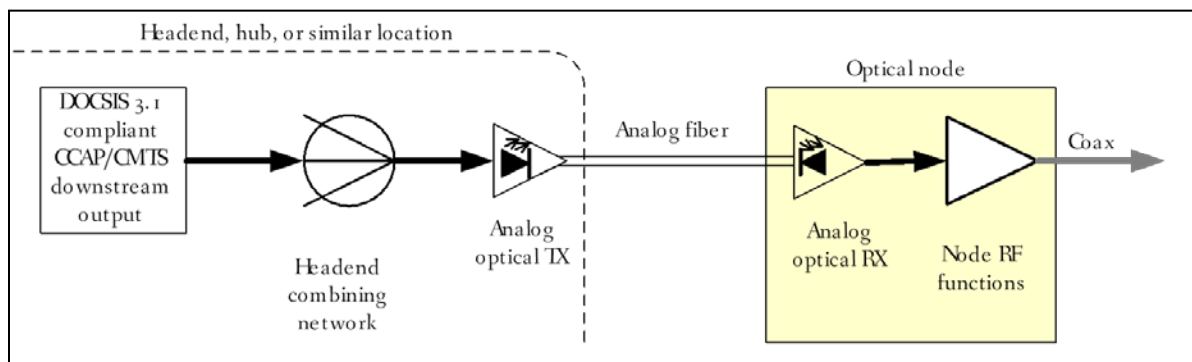 Headend, hub, or similar location
DOCSIS 3.1
compliant
CCAP/CMTS
downstream
output
Headend
combining
network
Analog
optical TX
Analog fiber
Optical node
Analog
optical RX
Node RF
functions
Coax